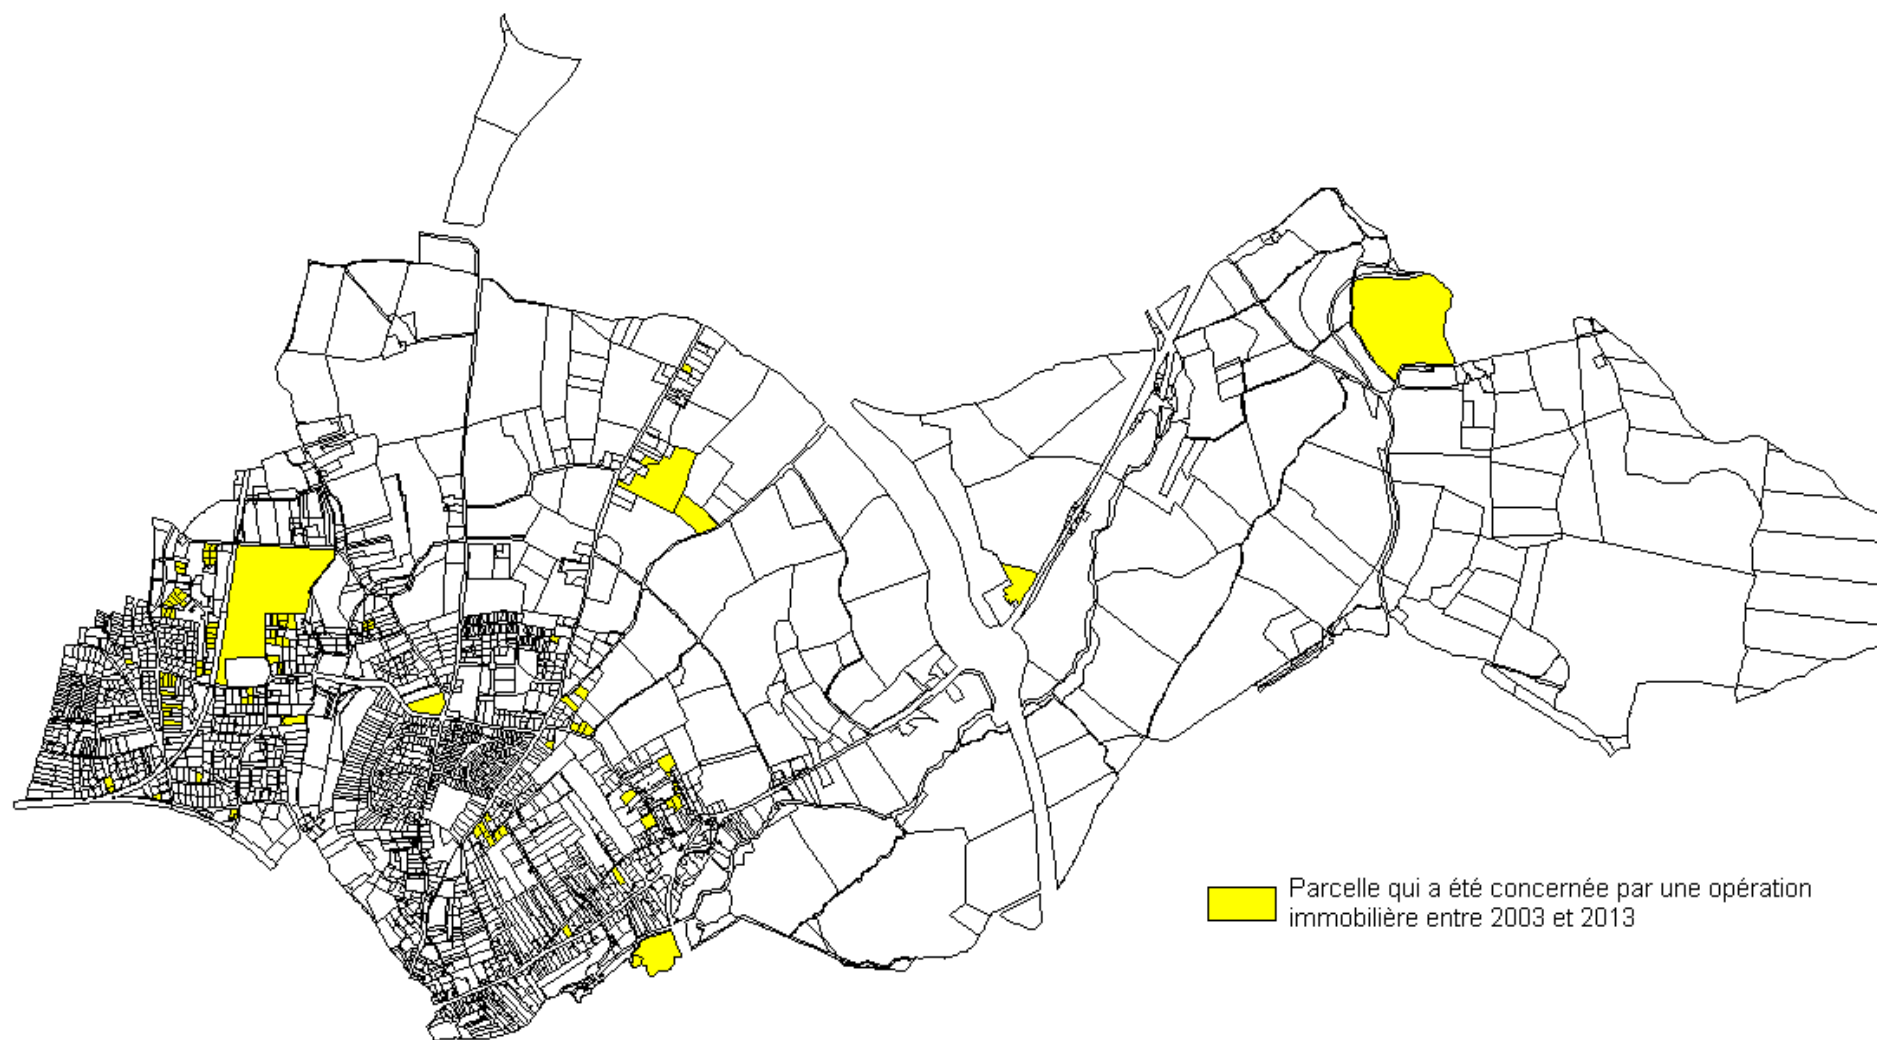 Parcelle qui a été concernée par une opération
immobilière entre 2003 et 2013